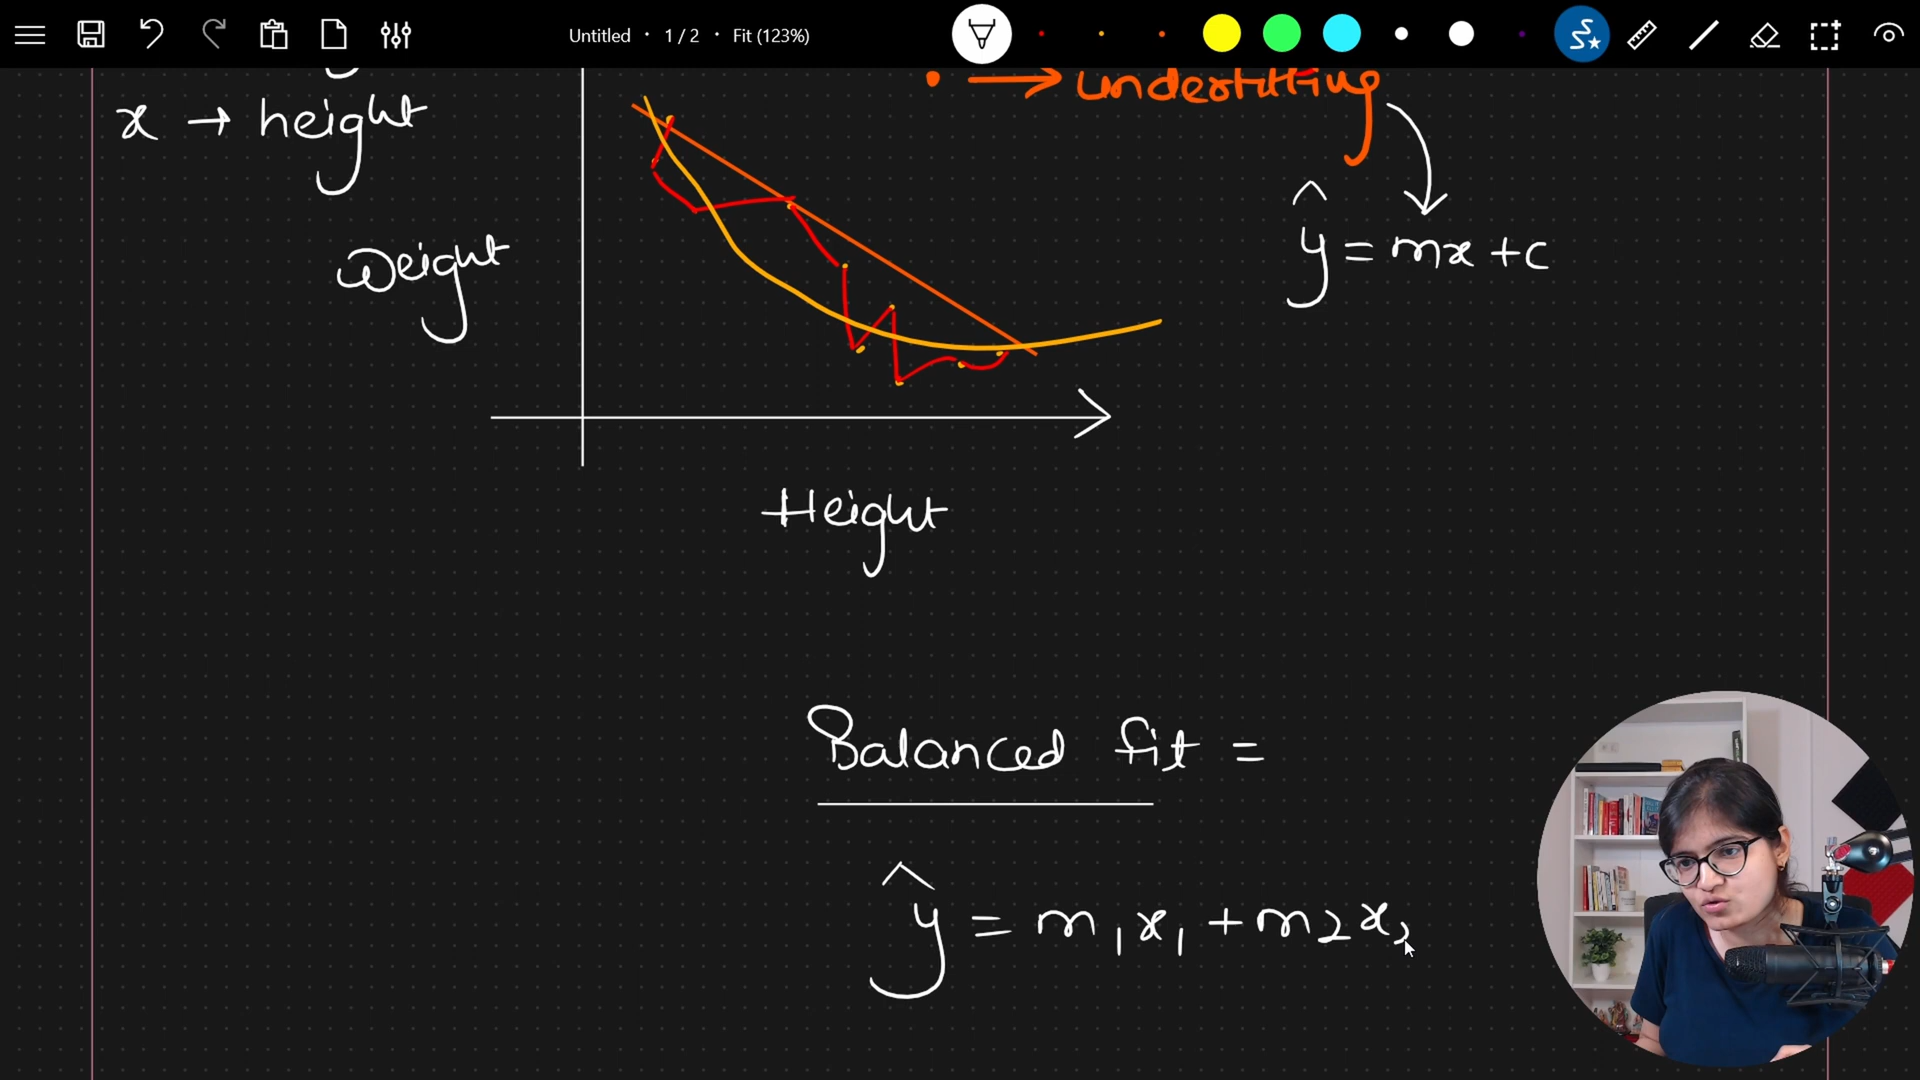 Untitled • 1 / 2 • Fit (123%)
• → underfitting
x → height
ŷ = mx + c
Weight
Height
Balanced fit =
ŷ = m₁x₁ + m2x₂